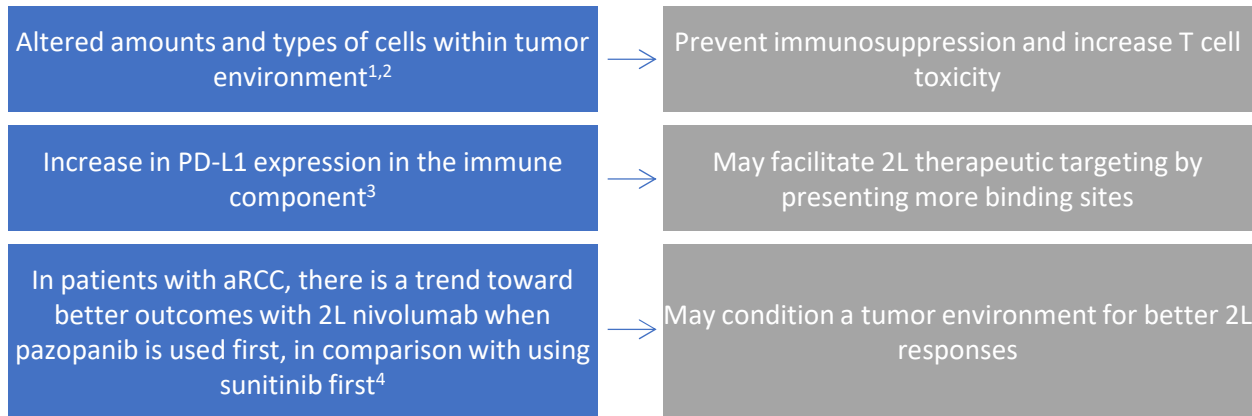 Altered amounts and types of cells within tumor
environment1,2
Prevent immunosuppression and increase T cell
toxicity
Increase in PD-L1 expression in the immune
component3
May facilitate 2L therapeutic targeting by
presenting more binding sites
In patients with aRCC, there is a trend toward
better outcomes with 2L nivolumab when
pazopanib is used first, in comparison with using
sunitinib first4
May condition a tumor environment for better 2L
responses